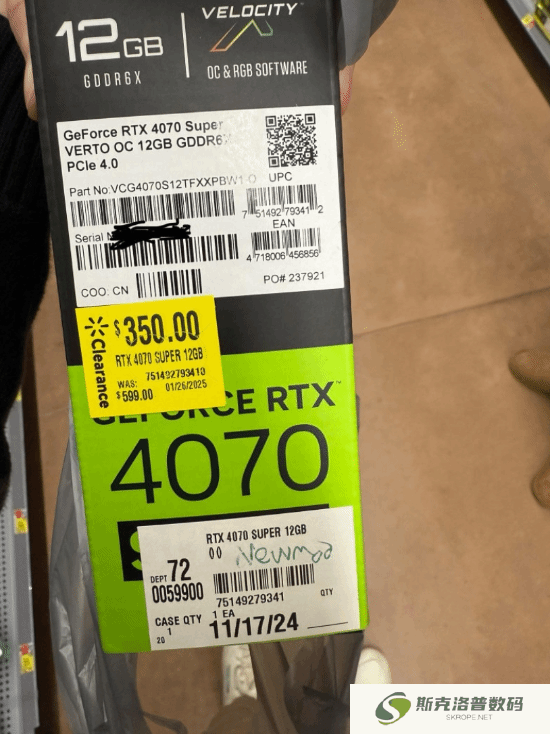 12GB
GDDR6X
VELOCITY
OC & RGB SOFTWARE
GeForce RTX 4070 Super
VERTO OC 12GB GDDR6X
PCIe 4.0
Part No: VCG4070S12TFXXPBW1-O
UPC
7 51492 79341 2
Serial
EAN
4 718006 456856
COO: CN
PO# 237921
Clearance
$350.00
RTX 4070 SUPER 12GB
751492793410
WAS:
$599.00
01/26/2025
GEFORCE RTX™
4070
RTX 4070 SUPER 12GB
00
DEPT 72
0059900
75149279341
QTY
CASE QTY
1 EA
1
20
11/17/24
斯克洛普数码
SKROPE.NET